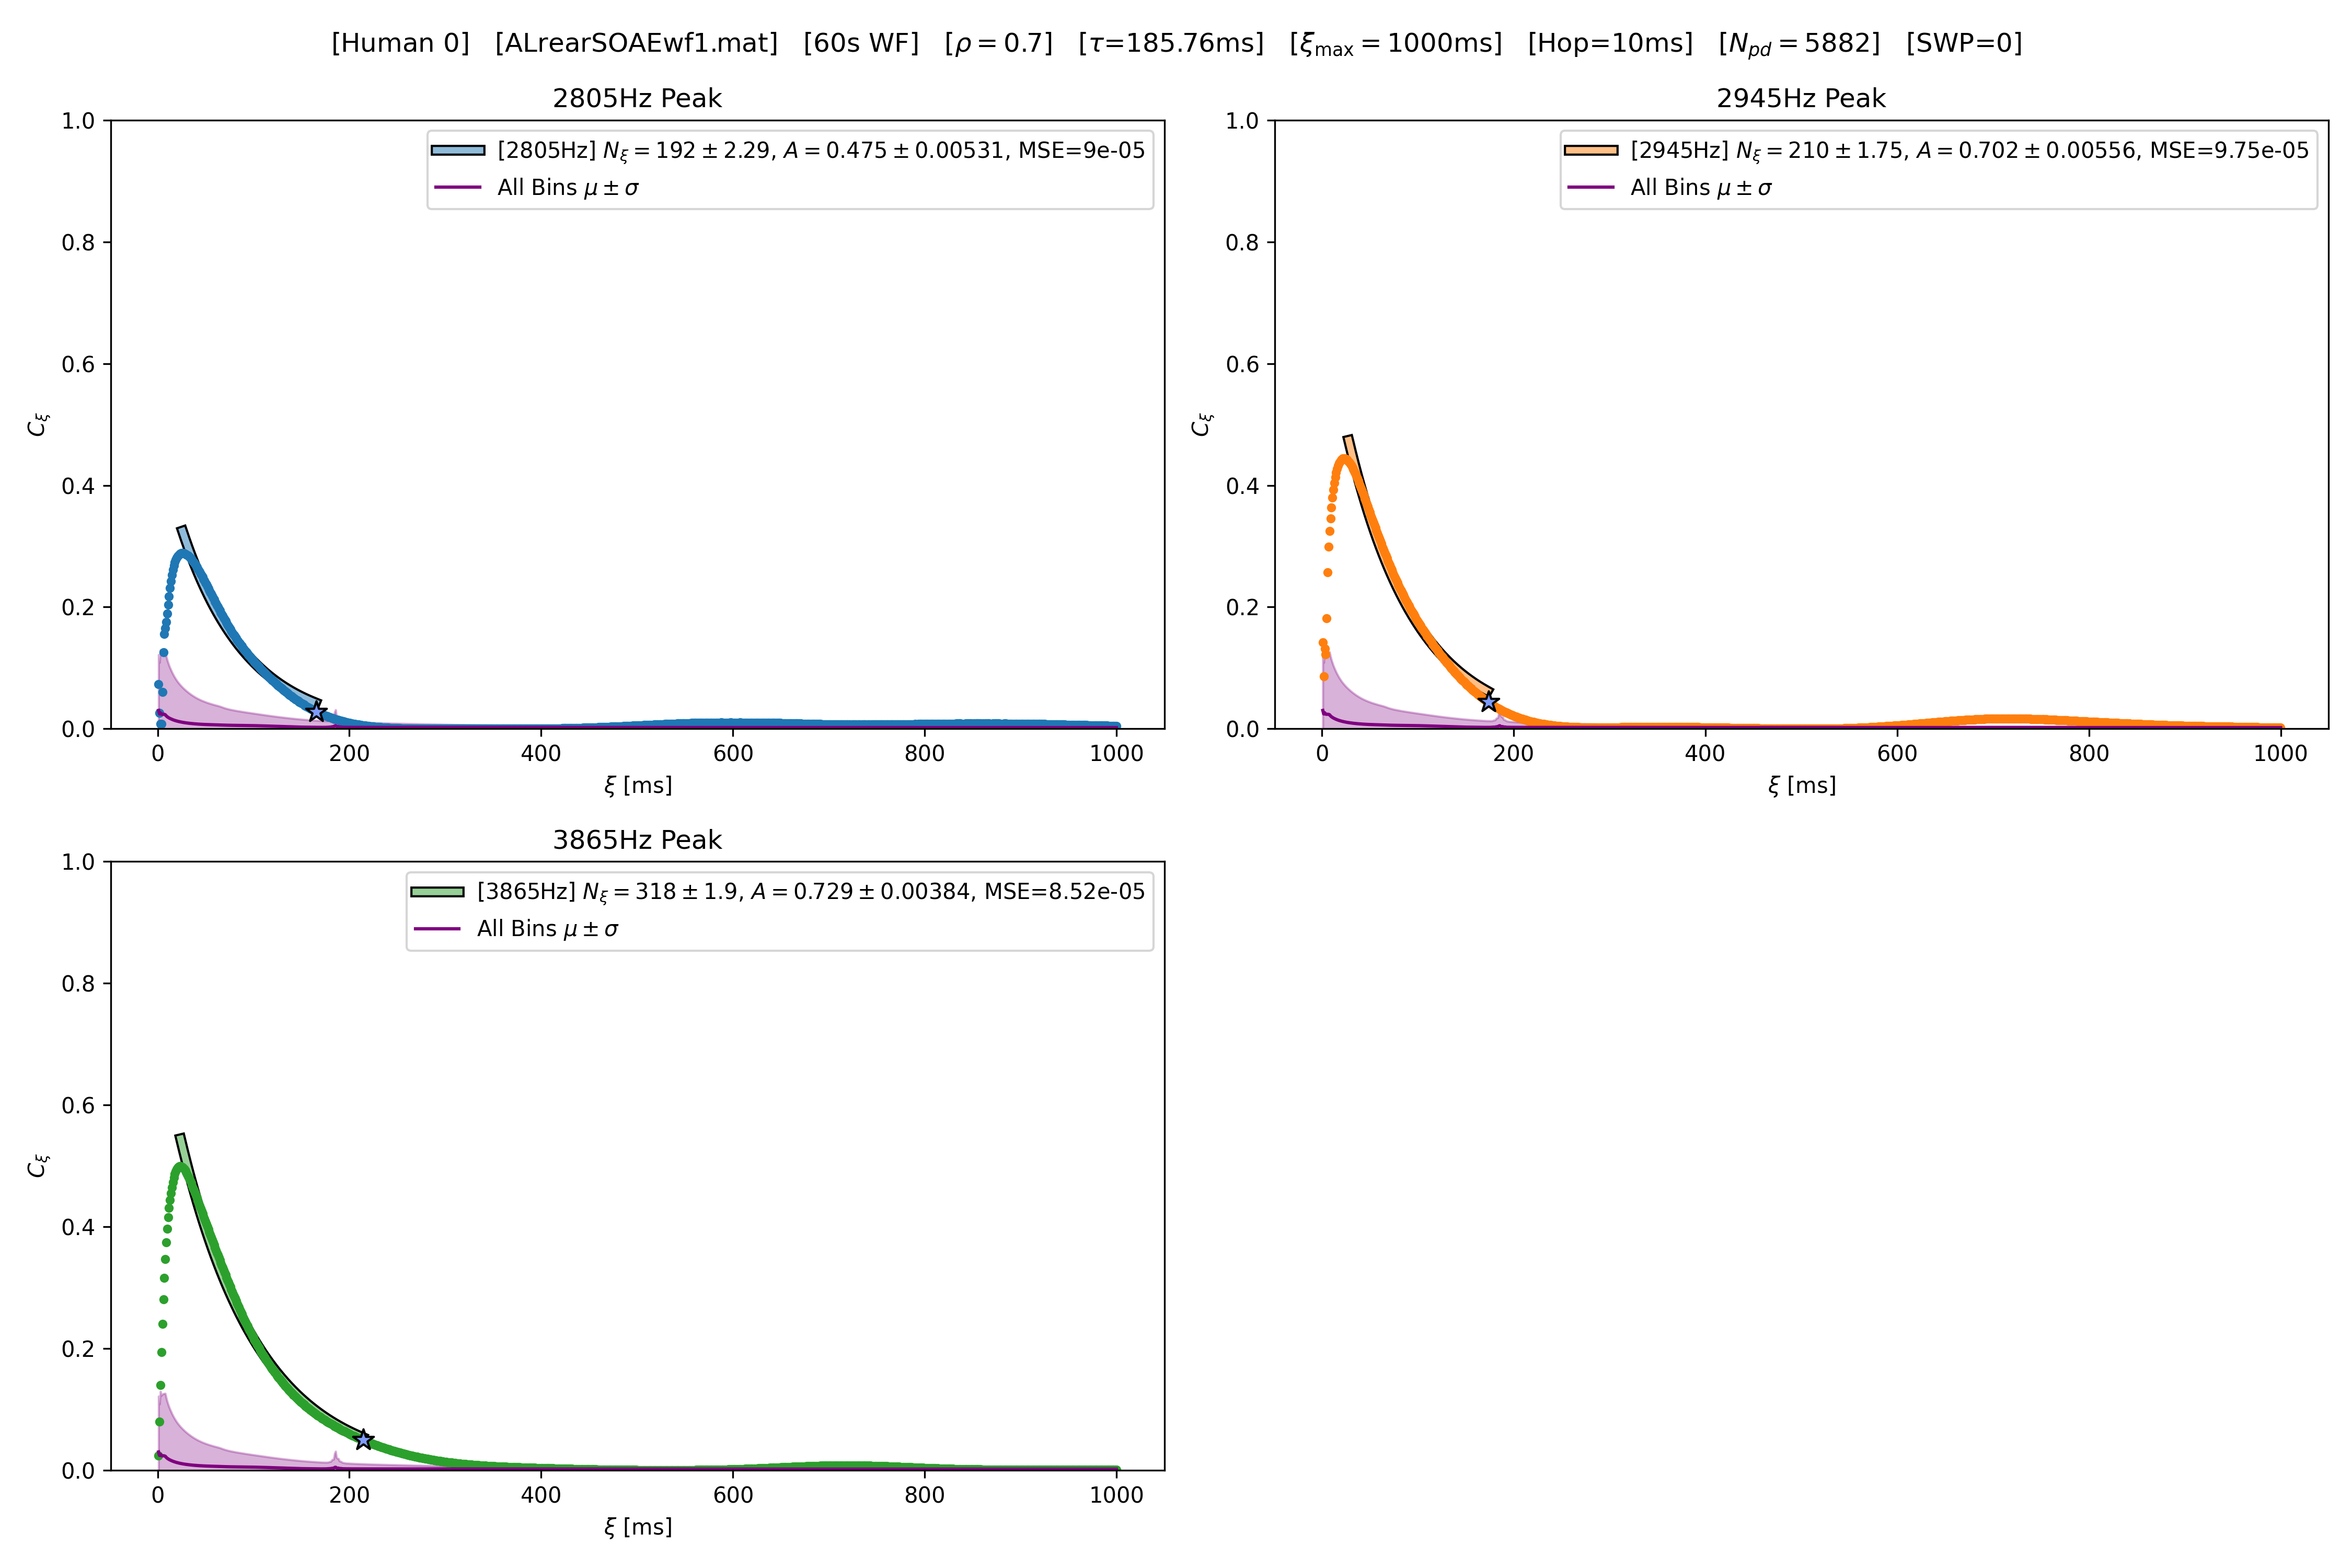 [Human 0] [ALrearSOAEwf1.mat] [60s WF] [ρ = 0.7] [τ=185.76ms] [ξmax = 1000ms] [Hop=10ms] [Npd = 5882] [SWP=0]
2805Hz Peak
[2805Hz] Nξ = 192 ± 2.29, A = 0.475 ± 0.00531, MSE=9e-05
All Bins μ ± σ
1.0
0.8
0.6
0.4
0.2
0.0
Cξ
0 200 400 600 800 1000
ξ [ms]
2945Hz Peak
[2945Hz] Nξ = 210 ± 1.75, A = 0.702 ± 0.00556, MSE=9.75e-05
All Bins μ ± σ
1.0
0.8
0.6
0.4
0.2
0.0
Cξ
0 200 400 600 800 1000
ξ [ms]
3865Hz Peak
[3865Hz] Nξ = 318 ± 1.9, A = 0.729 ± 0.00384, MSE=8.52e-05
All Bins μ ± σ
1.0
0.8
0.6
0.4
0.2
0.0
Cξ
0 200 400 600 800 1000
ξ [ms]